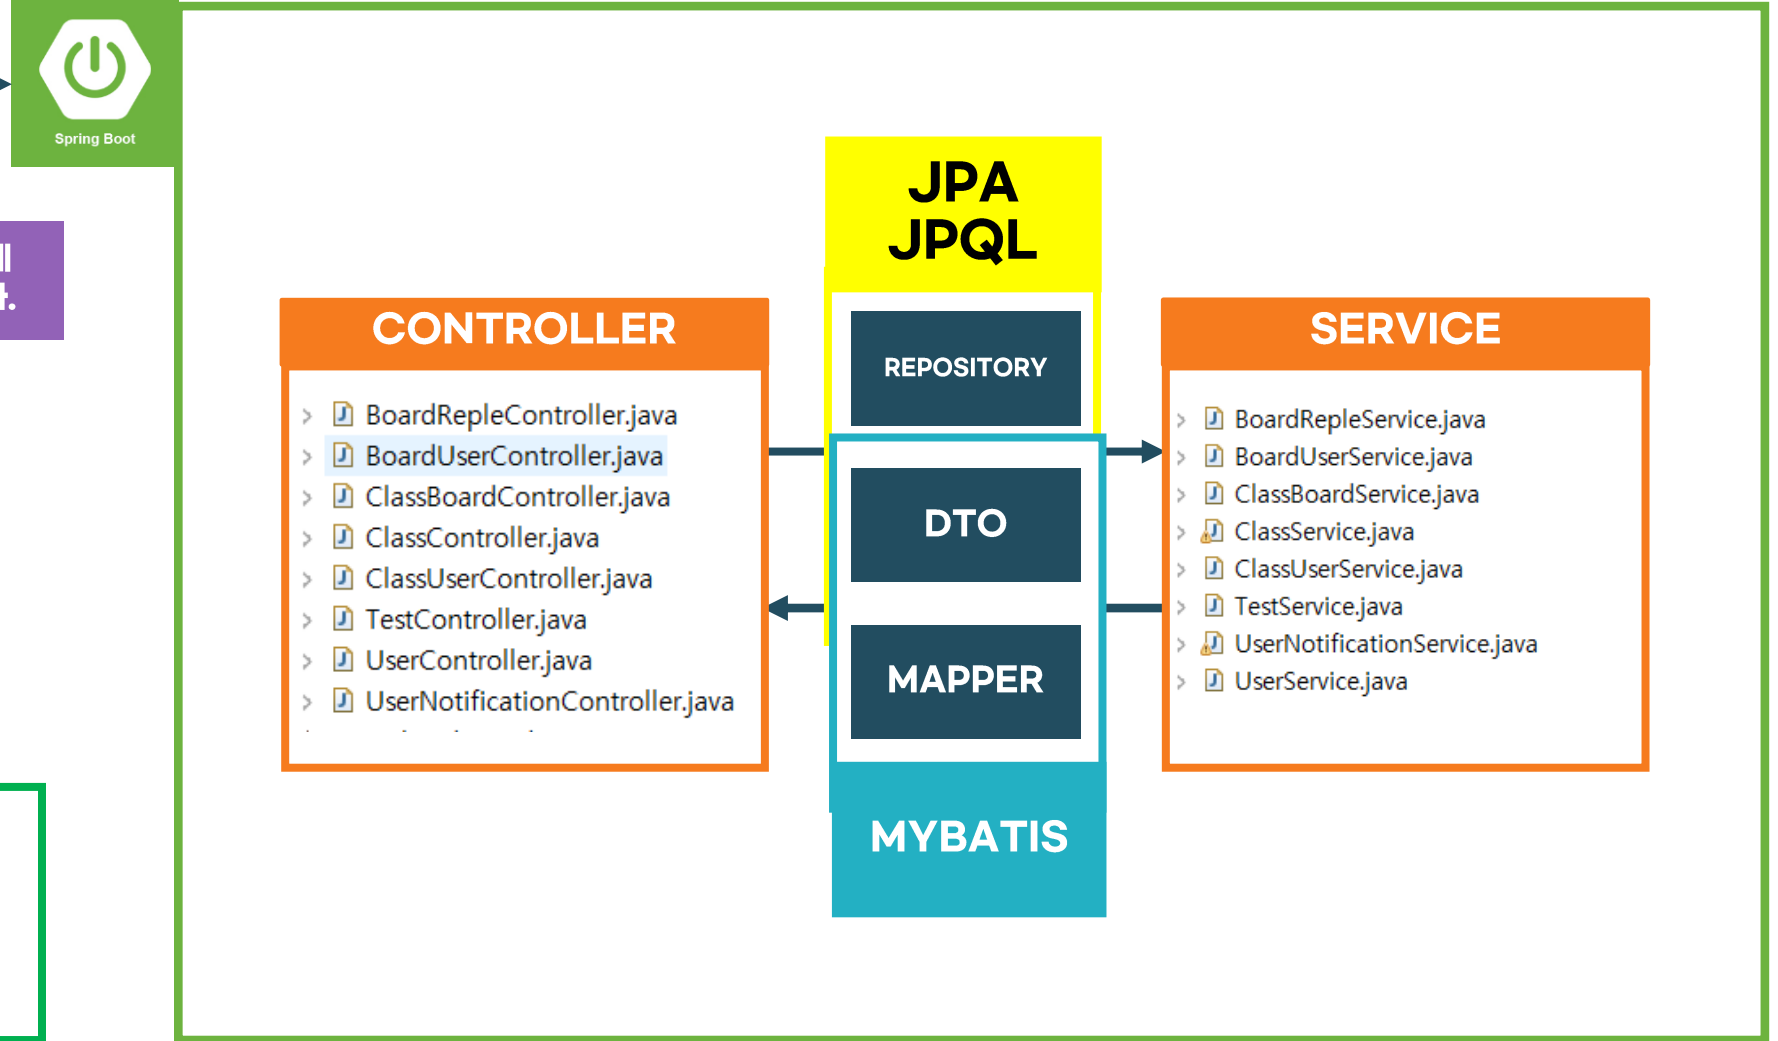 Spring Boot
JPA
JPQL
CONTROLLER
BoardRepleController.java
BoardUserController.java
ClassBoardController.java
ClassController.java
ClassUserController.java
TestController.java
UserController.java
UserNotificationController.java
REPOSITORY
DTO
MAPPER
MYBATIS
SERVICE
BoardRepleService.java
BoardUserService.java
ClassBoardService.java
ClassService.java
ClassUserService.java
TestService.java
UserNotificationService.java
UserService.java